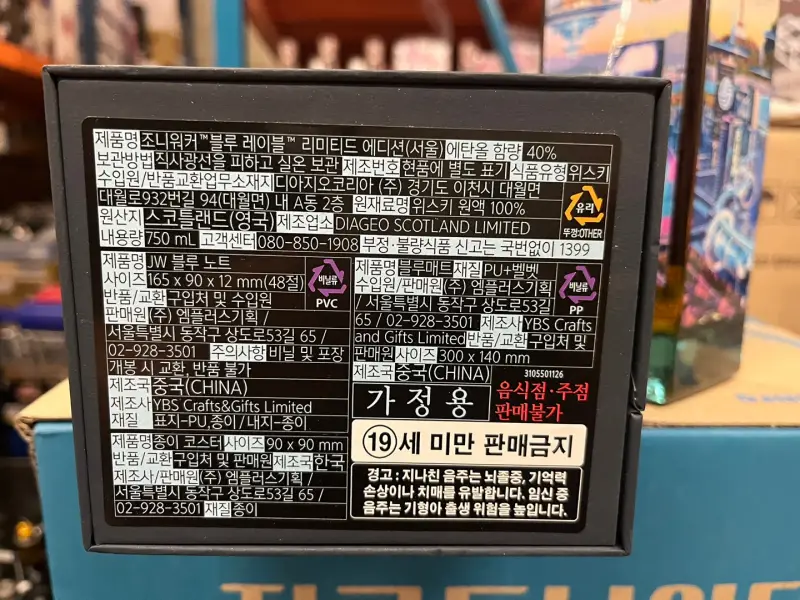 제품명 조니워커™블루 레이블™ 리미티드 에디션(서울) 에탄올 함량 40%
보관방법 직사광선을 피하고 실온 보관 제조번호 현품에 별도 표기 식품유형 위스키
수입원/반품교환업무소재지 디아지오코리아 (주) 경기도 이천시 대월면
대월로932번길 94(대월면) 내 A동 2층 원재료명 위스키 원액 100%
원산지 스코틀랜드(영국) 제조업소 DIAGEO SCOTLAND LIMITED
내용량 750 mL 고객센터 080-850-1908 부정·불량식품 신고는 국번없이 1399
유리
뚜껑:OTHER
제품명 JW 블루 노트
사이즈 165 x 90 x 12 mm(48절)
반품/교환 구입처 및 수입원
판매원 (주) 엠플러스기획 /
서울특별시 동작구 상도로53길 65 /
02-928-3501 주의사항 비닐 및 포장
개봉 시 교환, 반품 불가
제조국 중국(CHINA)
제조사 YBS Crafts&Gifts Limited
재질 표지-PU,종이/내지-종이
비닐류
PVC
제품명 종이 코스터 사이즈 90 x 90 mm
반품/교환 구입처 및 판매원 제조국 한국
제조사/판매원 (주) 엠플러스기획 /
서울특별시 동작구 상도로53길 65 /
02-928-3501 재질 종이
제품명 블루매트 재질 PU+벨벳
수입원/판매원 (주) 엠플러스기획
/ 서울특별시 동작구 상도로53길
65 / 02-928-3501 제조사 YBS Crafts
and Gifts Limited 반품/교환 구입처 및
판매원 사이즈 300 x 140 mm
제조국 중국(CHINA) 3105501126
비닐류
PP
가정용
음식점·주점
판매불가
19세 미만 판매금지
경고 : 지나친 음주는 뇌졸중, 기억력
손상이나 치매를 유발합니다. 임신 중
음주는 기형아 출생 위험을 높입니다.